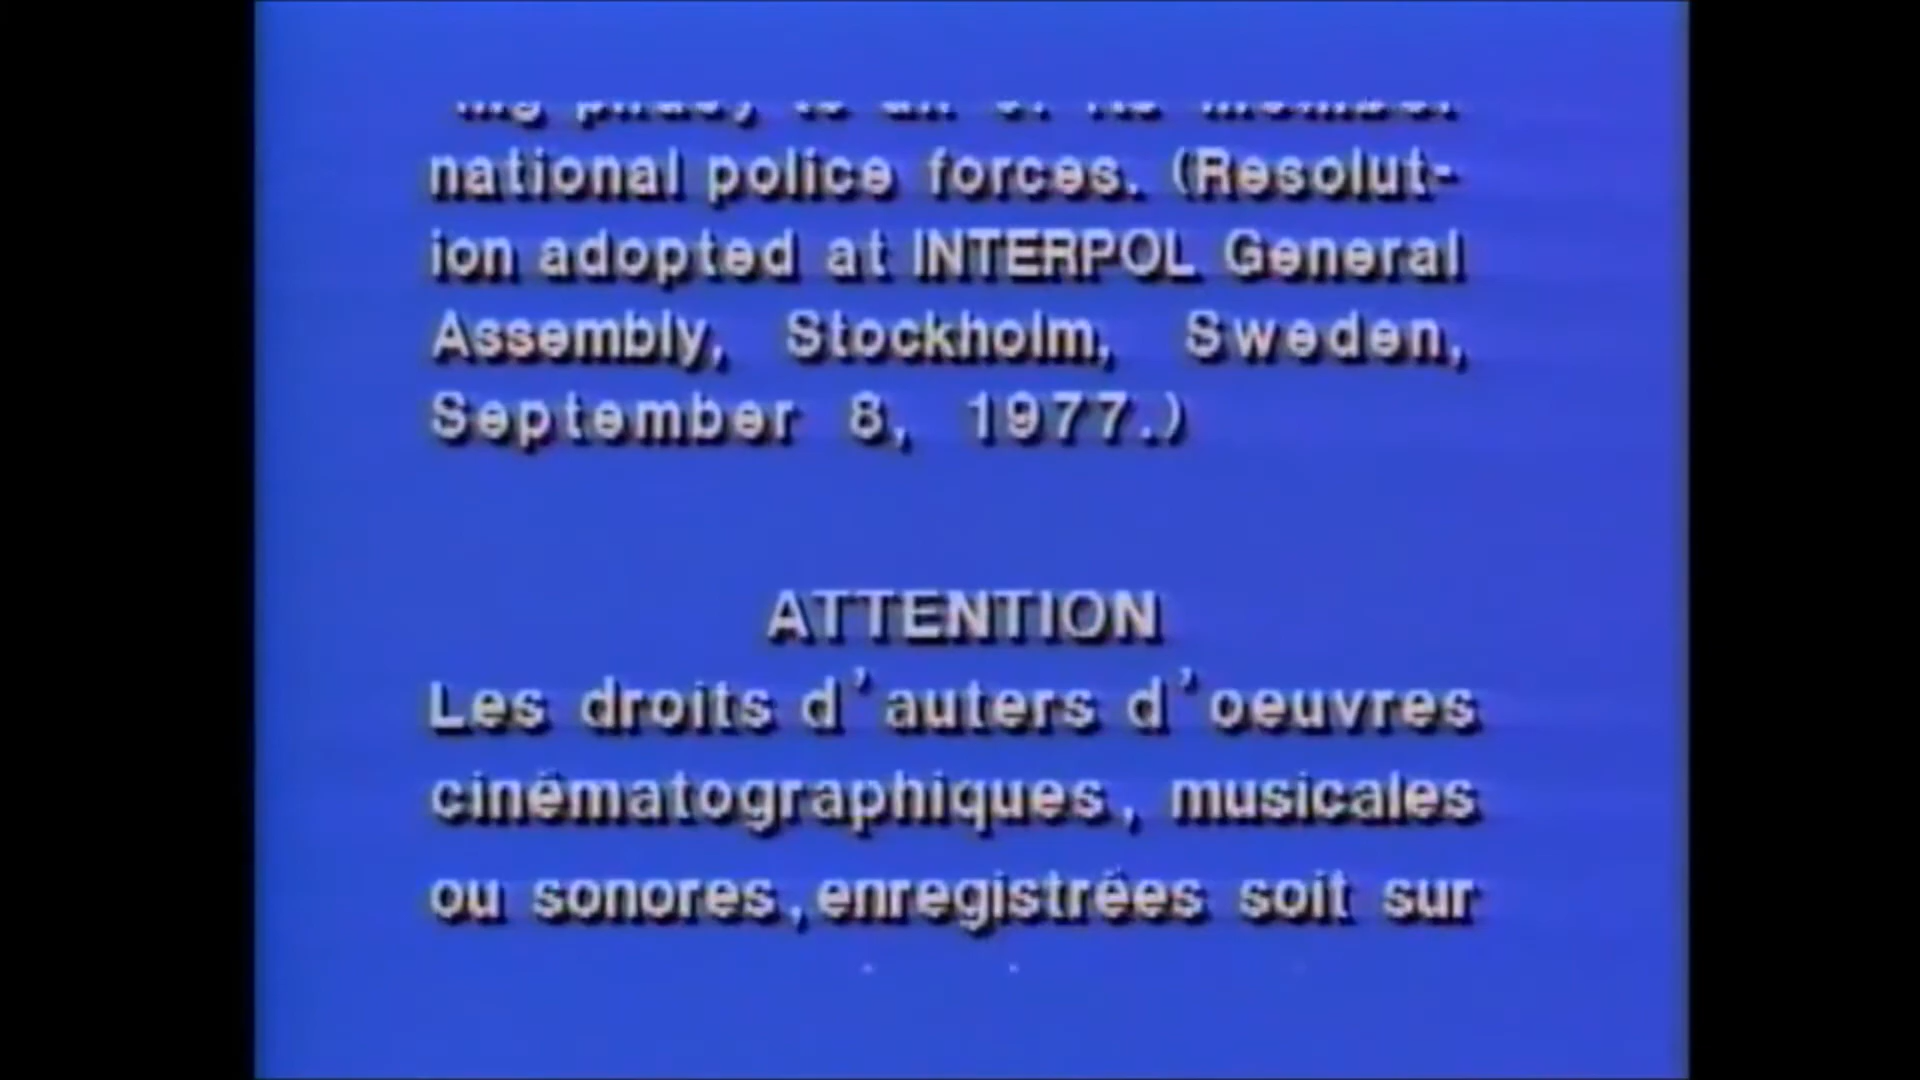 national police forces. (Resolut-
ion adopted at INTERPOL General
Assembly, Stockholm, Sweden,
September 8, 1977.)
ATTENTION
Les droits d'auters d'oeuvres
cinématographiques, musicales
ou sonores,enregistrées soit sur